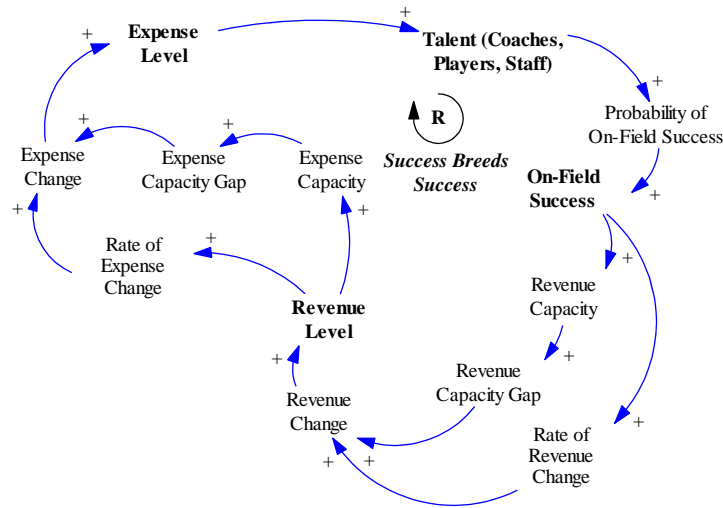 +
Expense
Level
+
Talent (Coaches,
Players, Staff)
+
Probability of
On-Field Success
+
R
Success Breeds
Success
+
Expense
Change
+
Expense
Capacity Gap
+
Expense
Capacity
+
On-Field
Success
+
Rate of
Expense
Change
+
Revenue
Level
+
Revenue
Capacity
+
Revenue
Change
+
Revenue
Capacity Gap
+
Rate of
Revenue
Change
+
+